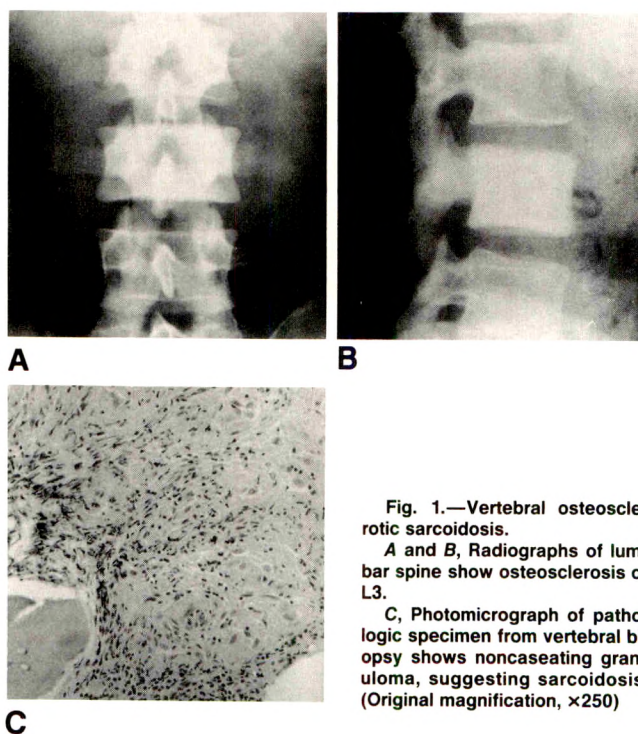 A
B
C
Fig. 1.—Vertebral osteoscle
rotic sarcoidosis.
A and B, Radiographs of lum
bar spine show osteosclerosis o
L3.
C, Photomicrograph of patho
logic specimen from vertebral b
opsy shows noncaseating gran
uloma, suggesting sarcoidosis
(Original magnification, ×250)